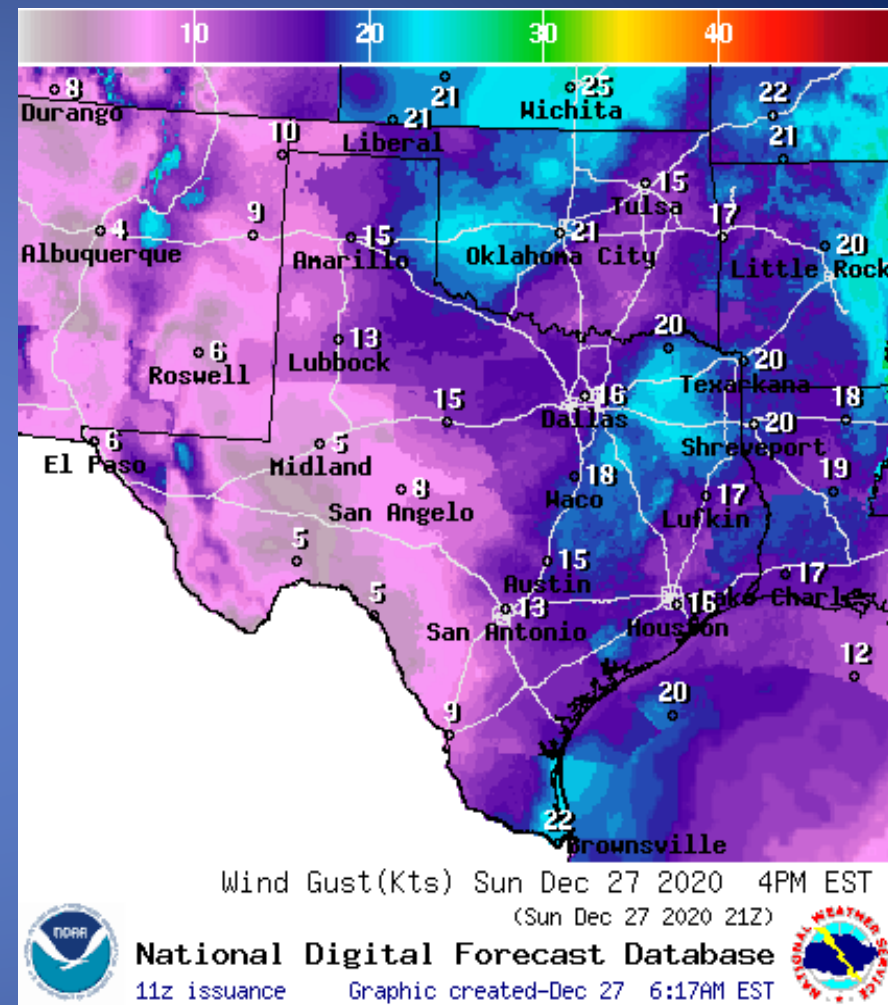 10 20 30 40
8
Durango
21
25
Wichita
22
21
Liberal
21
10
15
Tulsa
4
Albuquerque
9
15
Amarillo
21
Oklahoma City
17
20
Little Rock
6
Roswell
13
Lubbock
20
20
Texarkana
15
16
Dallas
18
20
Shreveport
6
El Paso
5
Midland
8
San Angelo
18
Waco
17
Lufkin
19
5
15
Austin
17
5
13
San Antonio
16
Houston
Lake Charles
12
9
20
22
Brownsville
Wind Gust(Kts) Sun Dec 27 2020 4PM EST
(Sun Dec 27 2020 21Z)
National Digital Forecast Database
11z issuance Graphic created-Dec 27 6:17AM EST
NOAA
NATIONAL WEATHER SERVICE